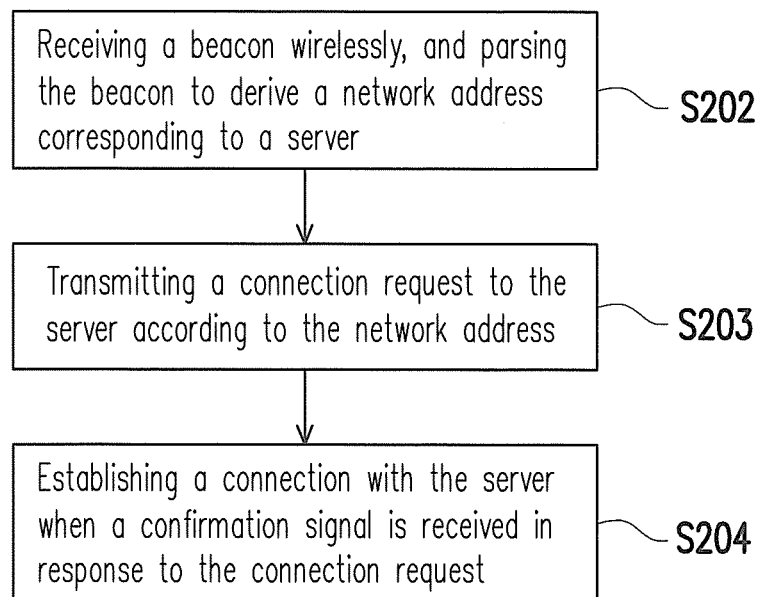 Receiving a beacon wirelessly, and parsing
the beacon to derive a network address
corresponding to a server
S202
Transmitting a connection request to the
server according to the network address
S203
Establishing a connection with the server
when a confirmation signal is received in
response to the connection request
S204